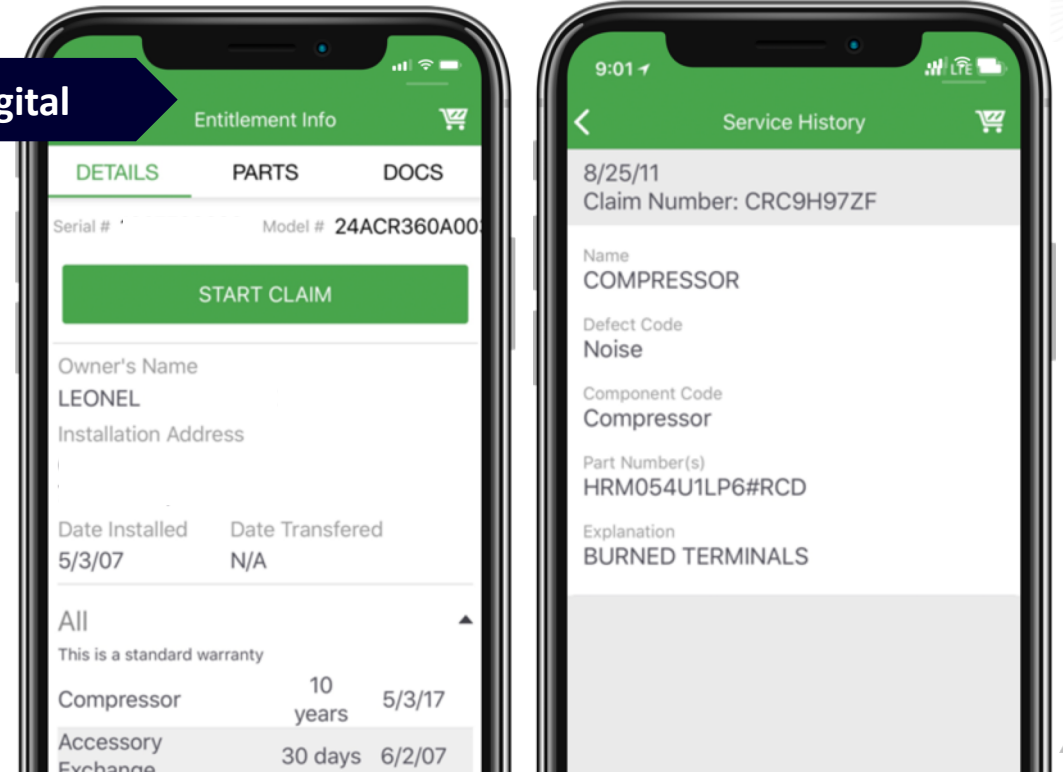 gital
Entitlement Info
DETAILS PARTS DOCS
Serial # Model # 24ACR360A00
START CLAIM
Owner's Name
LEONEL
Installation Address
Date Installed Date Transfered
5/3/07 N/A
All
This is a standard warranty
Compressor 10 years 5/3/17
Accessory Exchange 30 days 6/2/07
9:01
LTE
Service History
8/25/11
Claim Number: CRC9H97ZF
Name
COMPRESSOR
Defect Code
Noise
Component Code
Compressor
Part Number(s)
HRM054U1LP6#RCD
Explanation
BURNED TERMINALS